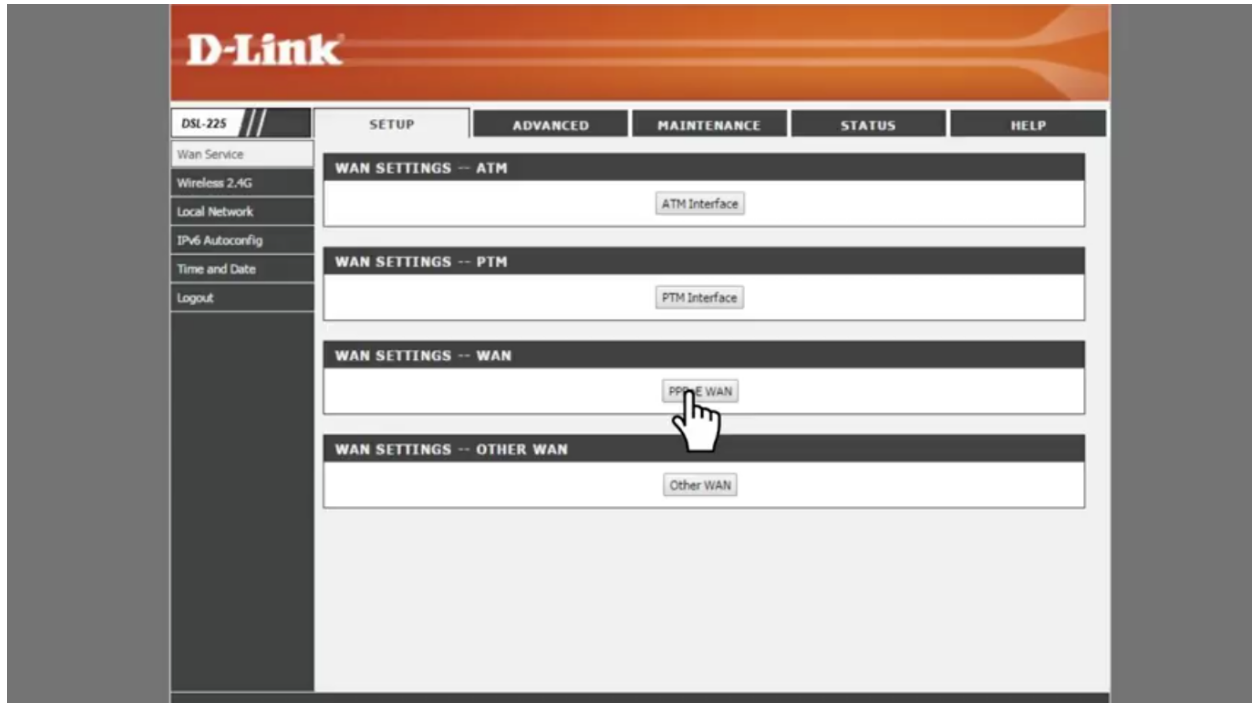 D-Link
DSL-225
SETUP
ADVANCED
MAINTENANCE
STATUS
HELP
Wan Service
Wireless 2.4G
Local Network
IPv6 Autoconfig
Time and Date
Logout
WAN SETTINGS -- ATM
ATM Interface
WAN SETTINGS -- PTM
PTM Interface
WAN SETTINGS -- WAN
WAN
WAN SETTINGS -- OTHER WAN
Other WAN